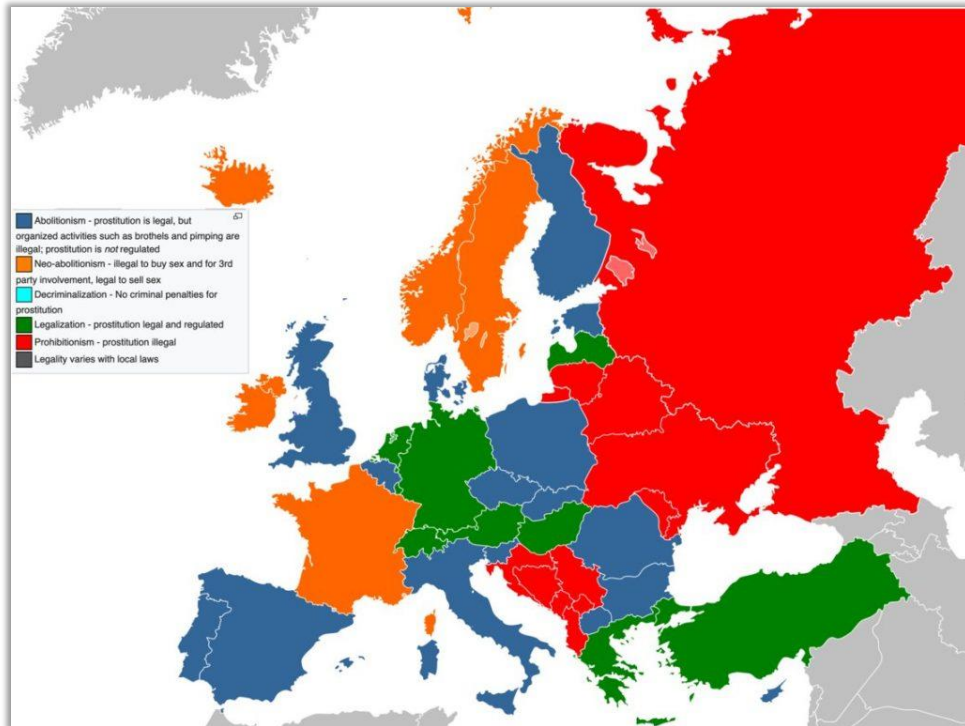 Abolitionism - prostitution is legal, but
organized activities such as brothels and pimping are
illegal; prostitution is not regulated
Neo-abolitionism - illegal to buy sex and for 3rd
party involvement, legal to sell sex
Decriminalization - No criminal penalties for
prostitution
Legalization - prostitution legal and regulated
Prohibitionism - prostitution illegal
Legality varies with local laws